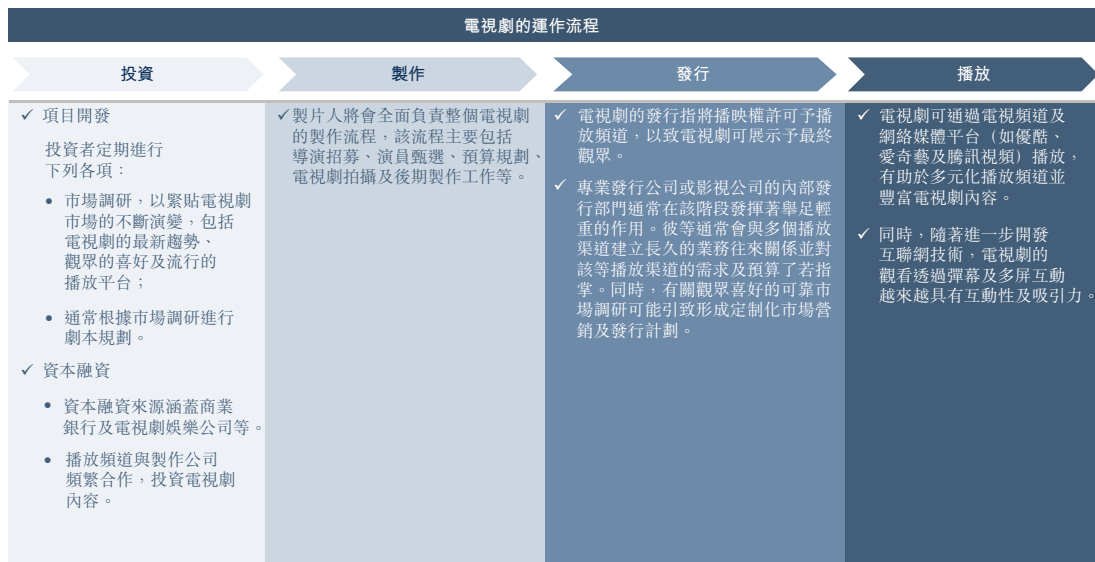 電視劇的運作流程
投資
製作
發行
播放
✓ 項目開發
投資者定期進行
下列各項：
• 市場調研，以緊貼電視劇
市場的不斷演變，包括
電視劇的最新趨勢、
觀眾的喜好及流行的
播放平台；
• 通常根據市場調研進行
劇本規劃。
✓ 資本融資
• 資本融資來源涵蓋商業
銀行及電視劇娛樂公司等。
• 播放頻道與製作公司
頻繁合作，投資電視劇
內容。
✓ 製片人將會全面負責整個電視劇
的製作流程，該流程主要包括
導演招募、演員甄選、預算規劃、
電視劇拍攝及後期製作工作等。
✓ 電視劇的發行指將播映權許可予播
放頻道，以致電視劇可展示予最終
觀眾。
✓ 專業發行公司或影視公司的內部發
行部門通常在該階段發揮著舉足輕
重的作用。彼等通常會與多個播放
渠道建立長久的業務往來關係並對
該等播放渠道的需求及預算了若指
掌。同時，有關觀眾喜好的可靠市
場調研可能引致形成定制化市場營
銷及發行計劃。
✓ 電視劇可通過電視頻道及
網絡媒體平台（如優酷、
愛奇藝及騰訊視頻）播放，
有助於多元化播放頻道並
豐富電視劇內容。
✓ 同時，隨著進一步開發
互聯網技術，電視劇的
觀看透過彈幕及多屏互動
越來越具有互動性及吸引力。